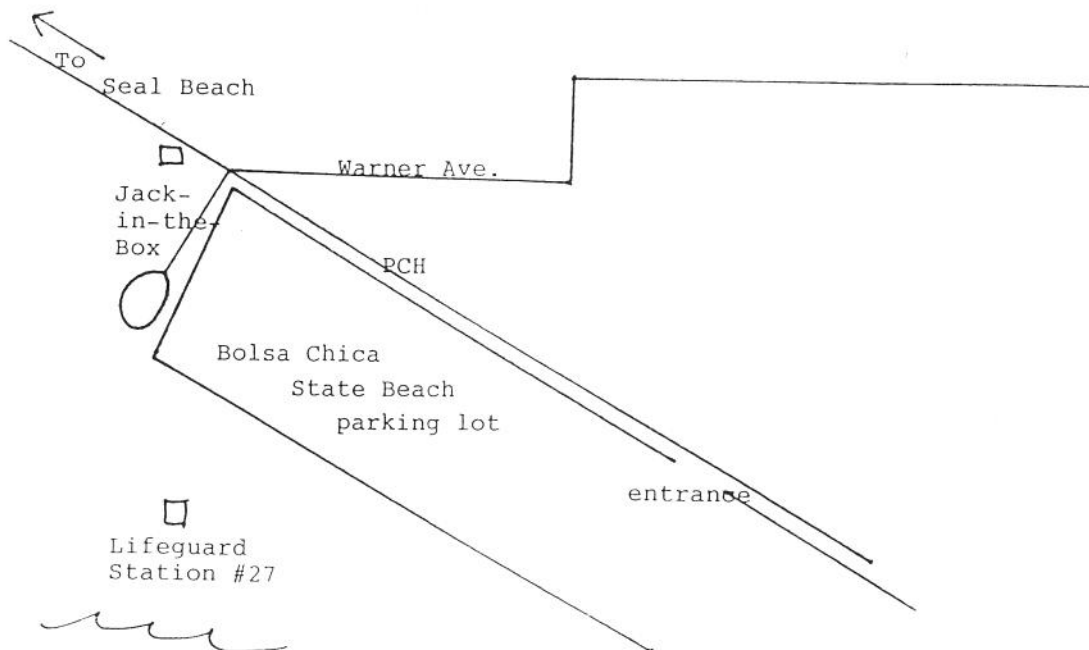 To
Seal Beach
Warner Ave.
Jack-
in-the-
Box
PCH
Bolsa Chica
State Beach
parking lot
entrance
Lifeguard
Station #27